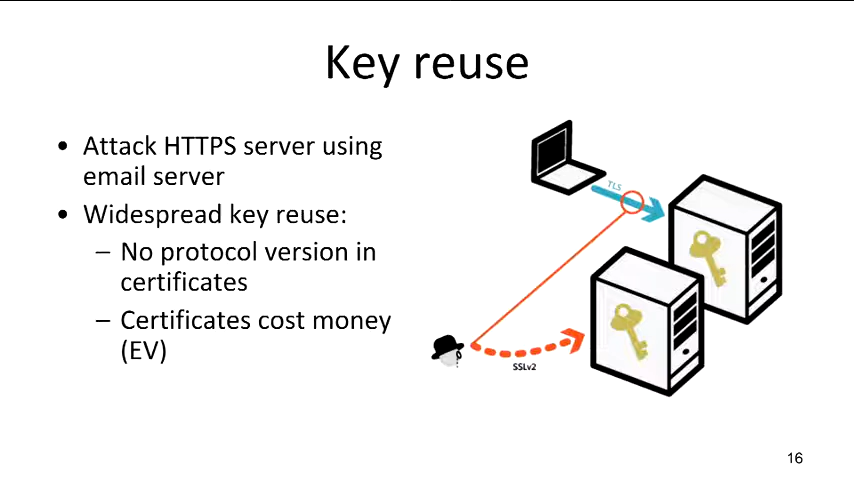 Key reuse
• Attack HTTPS server using
email server
• Widespread key reuse:
– No protocol version in
certificates
– Certificates cost money
(EV)
TLS
SSLv2
16